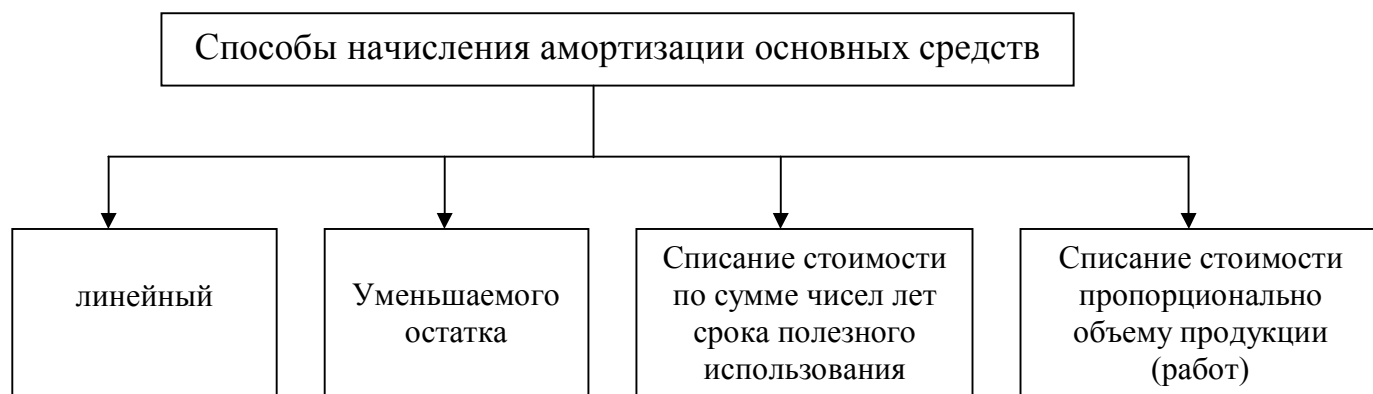 Способы начисления амортизации основных средств
линейный
Уменьшаемого
остатка
Списание стоимости
по сумме чисел лет
срока полезного
использования
Списание стоимости
пропорционально
объему продукции
(работ)